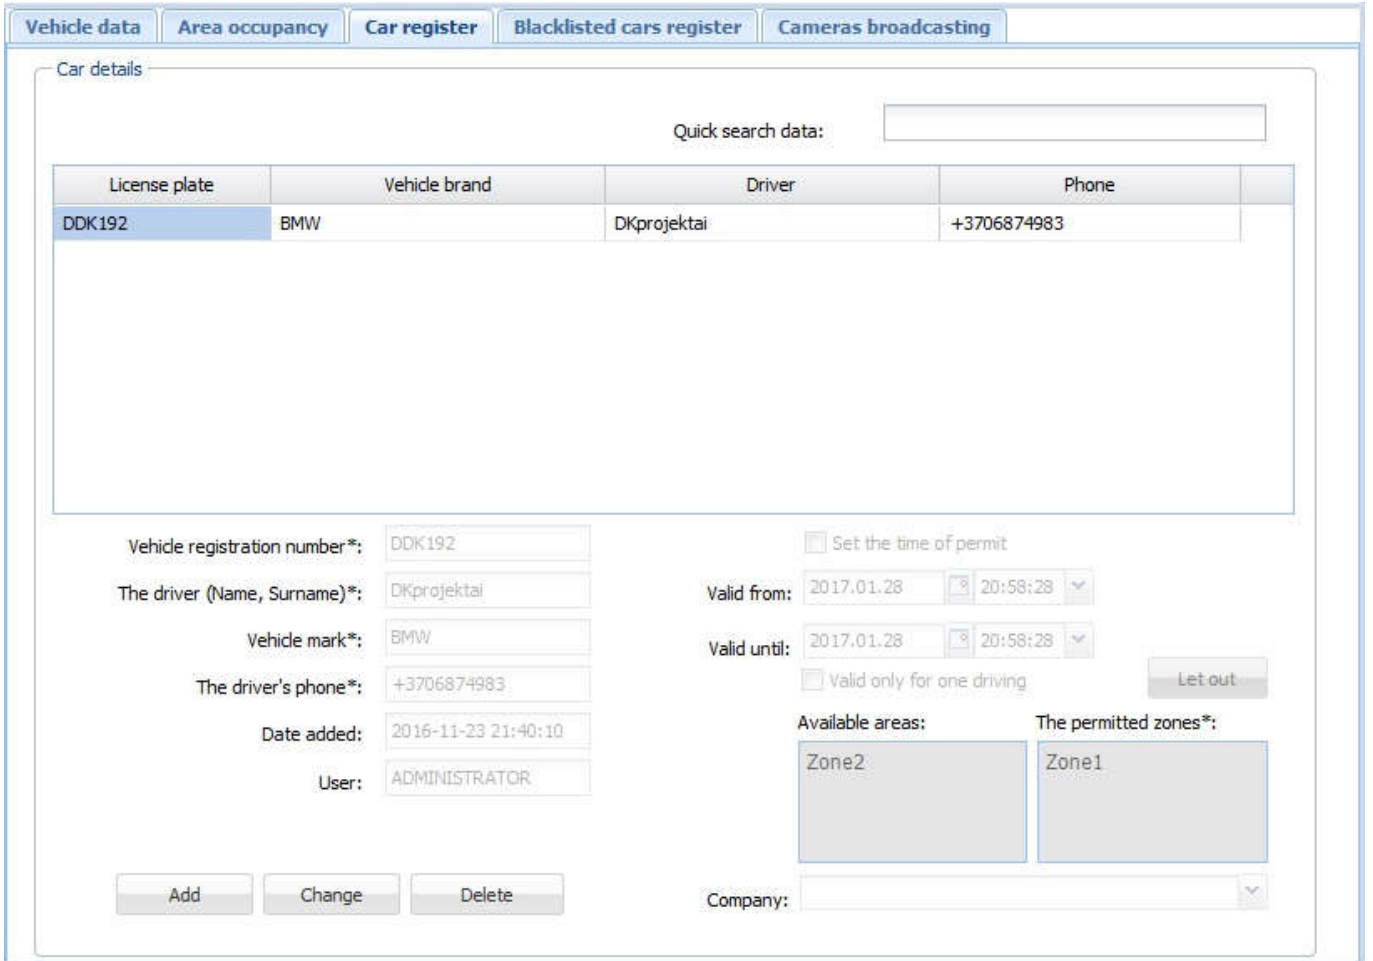 Vehicle data Area occupancy Car register Blacklisted cars register Cameras broadcasting
Car details
Quick search data:
License plate Vehicle brand Driver Phone
DDK192 BMW DKprojektai +3706874983
Vehicle registration number*: DDK192 Set the time of permit
The driver (Name, Surname)*: DKprojektai Valid from: 2017.01.28 20:58:28
Vehicle mark*: BMW Valid until: 2017.01.28 20:58:28
The driver's phone*: +3706874983 Valid only for one driving Let out
Date added: 2016-11-23 21:40:10 Available areas: The permitted zones*:
User: ADMINISTRATOR Zone2 Zone1
Add Change Delete Company: